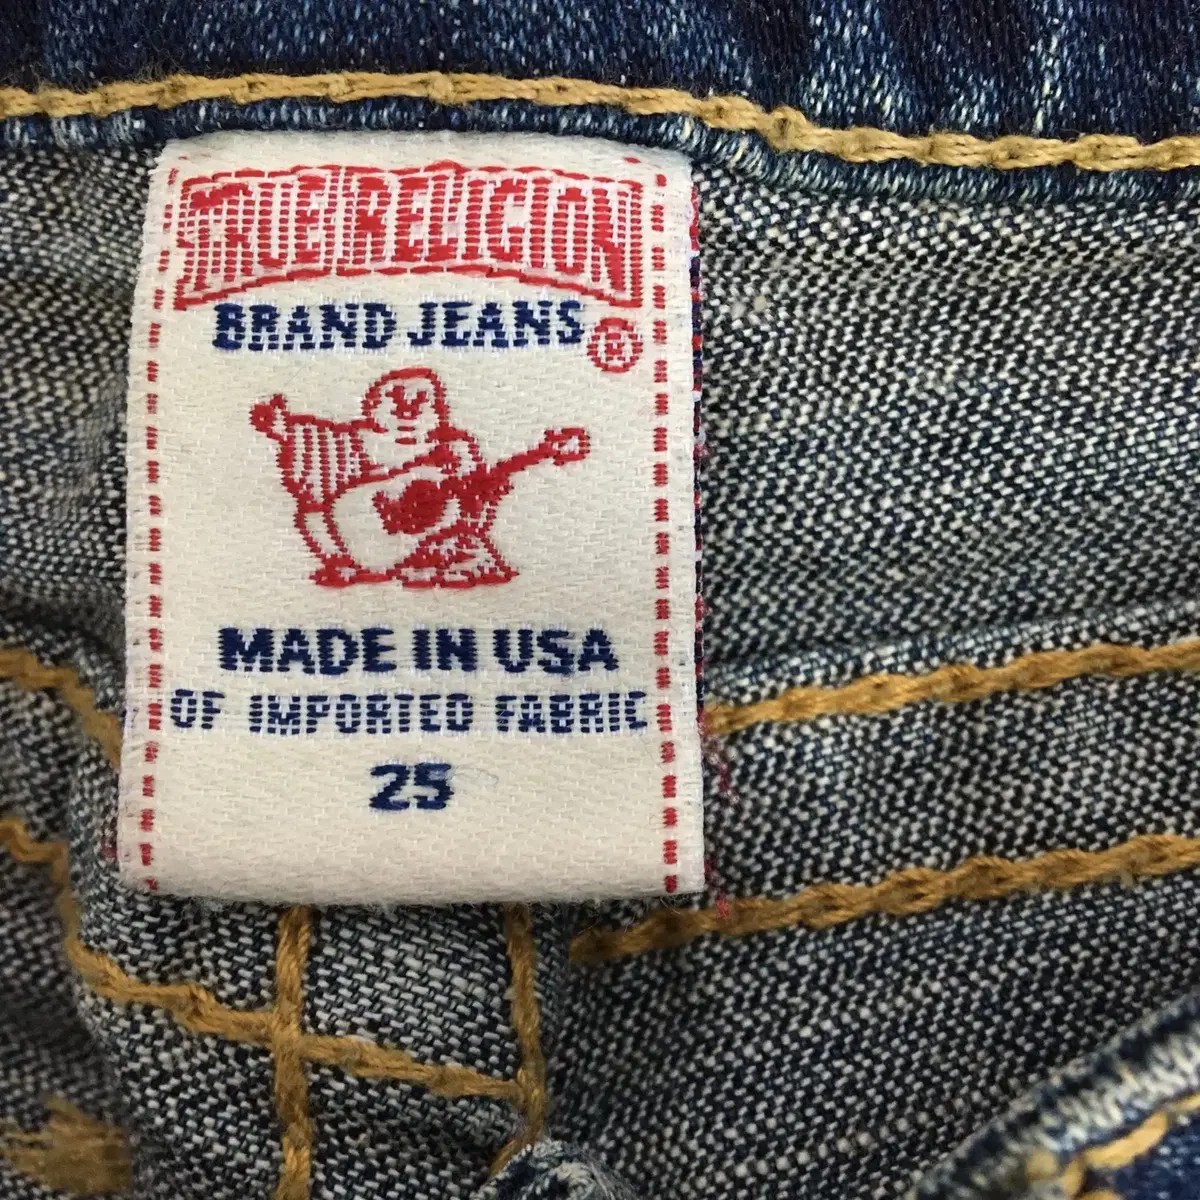 TRUE RELIGION
BRAND JEANS ®
MADE IN USA
OF IMPORTED FABRIC
25